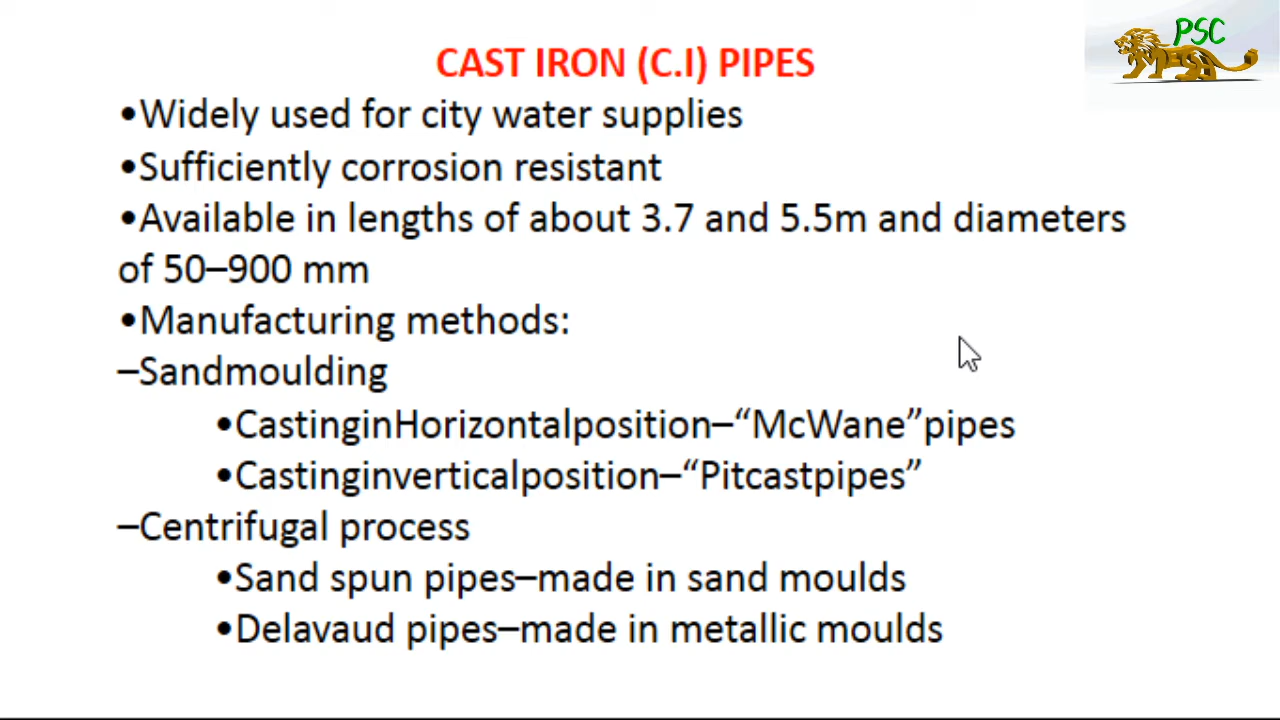 PSC
CAST IRON (C.I) PIPES
•Widely used for city water supplies
•Sufficiently corrosion resistant
•Available in lengths of about 3.7 and 5.5m and diameters
of 50–900 mm
•Manufacturing methods:
–Sandmoulding
•CastinginHorizontalposition–“McWane”pipes
•Castinginverticalposition–“Pitcastpipes”
–Centrifugal process
•Sand spun pipes–made in sand moulds
•Delavaud pipes–made in metallic moulds